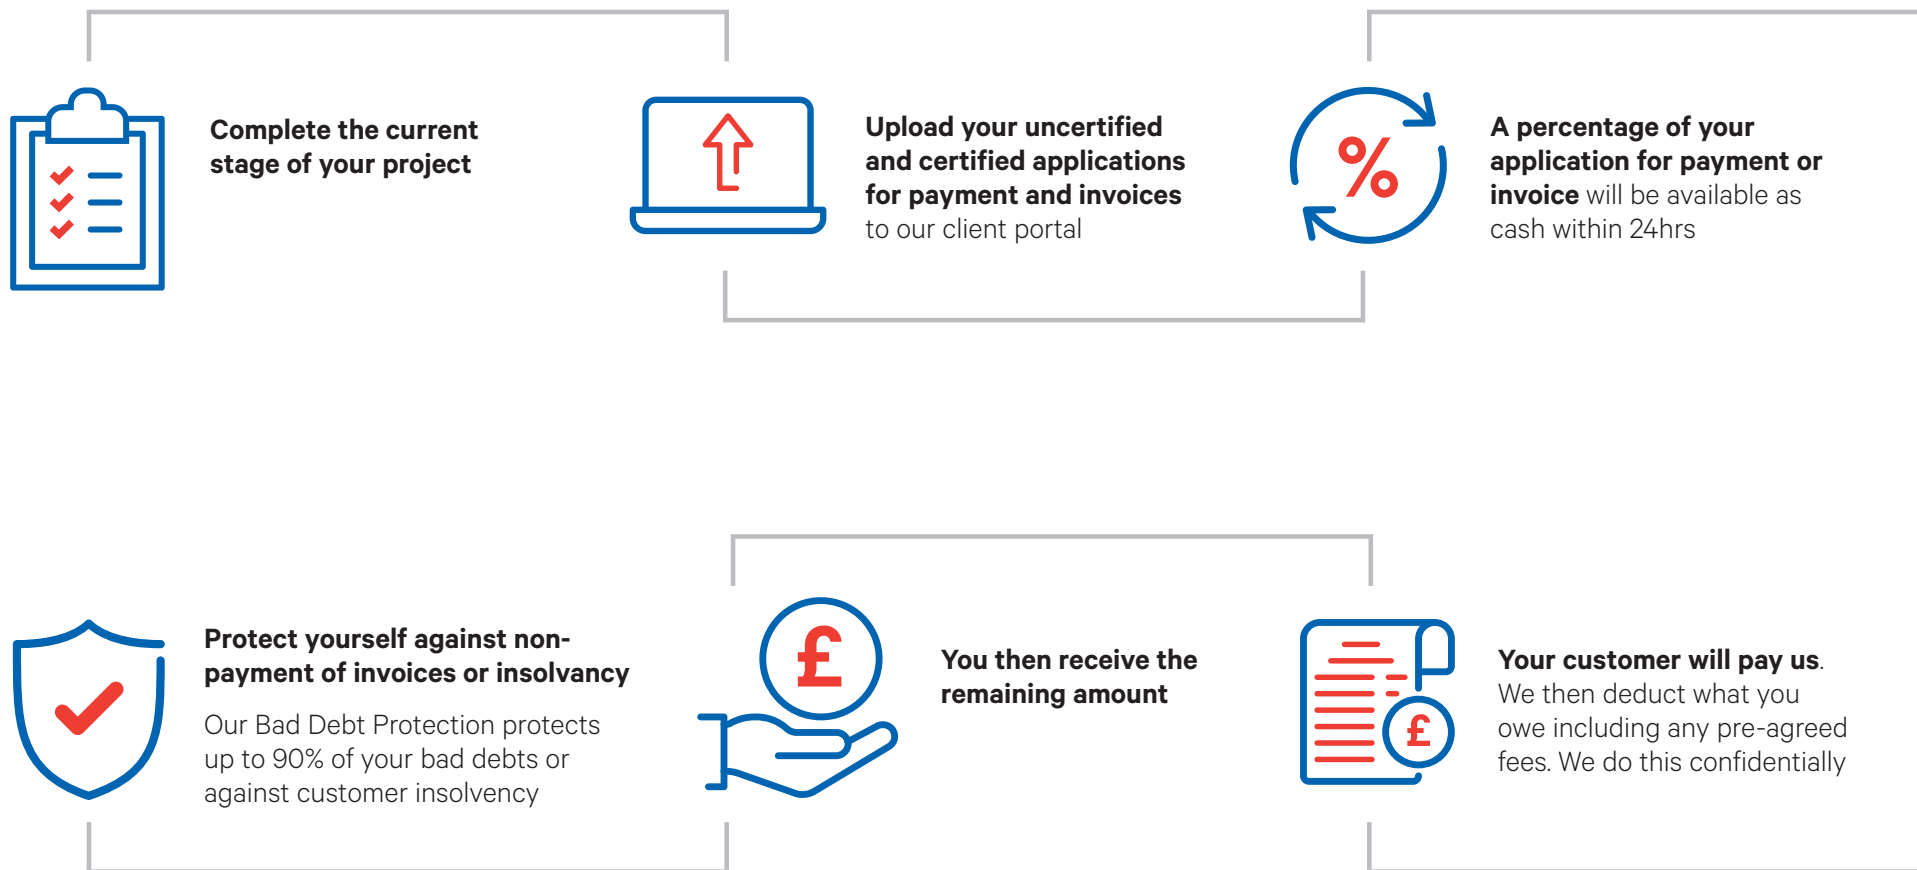 Complete the current
stage of your project
Upload your uncertified
and certified applications
for payment and invoices
to our client portal
%
A percentage of your
application for payment or
invoice will be available as
cash within 24hrs
Protect yourself against non-
payment of invoices or insolvancy
Our Bad Debt Protection protects
up to 90% of your bad debts or
against customer insolvency
£
You then receive the
remaining amount
£
Your customer will pay us.
We then deduct what you
owe including any pre-agreed
fees. We do this confidentially